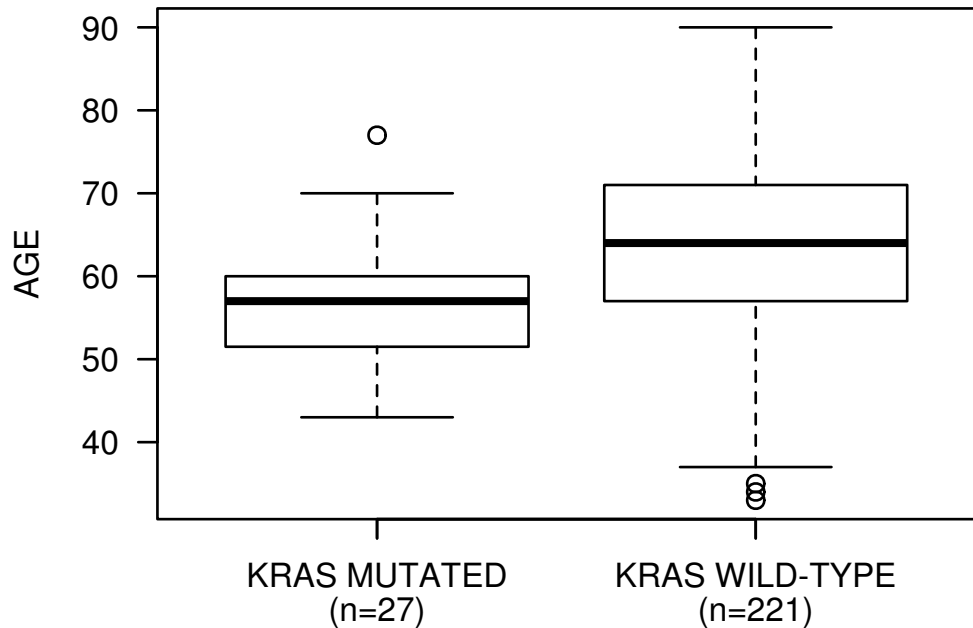 AGE
90
80
70
60
50
40
KRAS MUTATED
(n=27)
KRAS WILD-TYPE
(n=221)